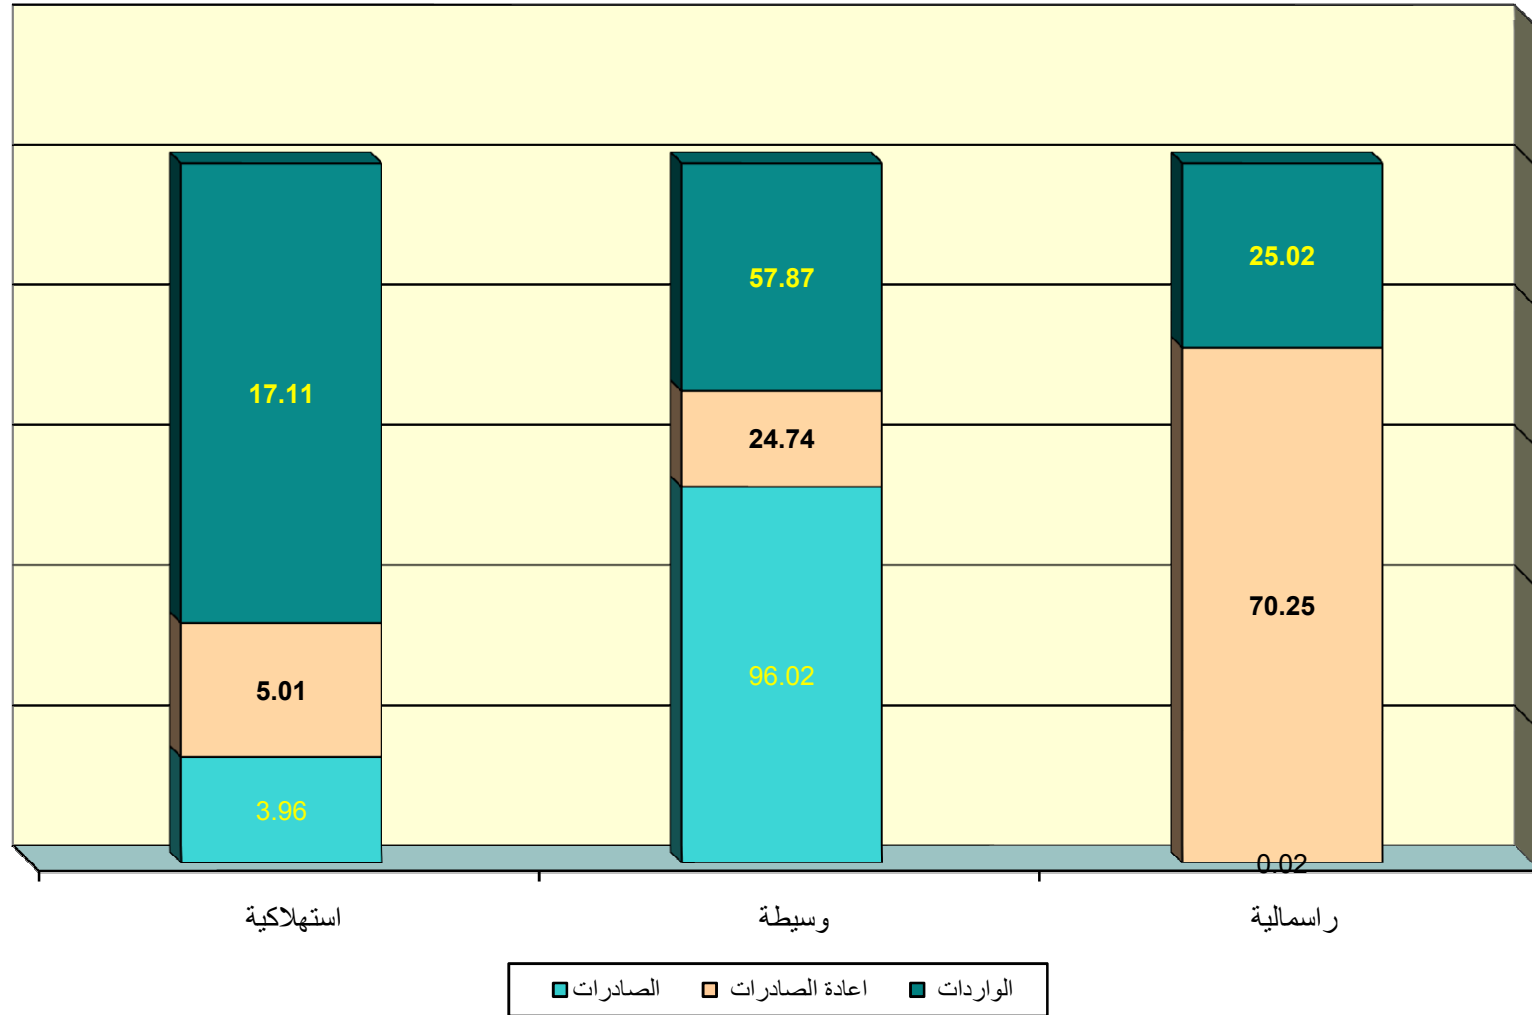 17.11
57.87
25.02
5.01
24.74
70.25
3.96
96.02
0.02
استهلاكية
وسيطة
راسمالية
الصادرات
اعادة الصادرات
الواردات